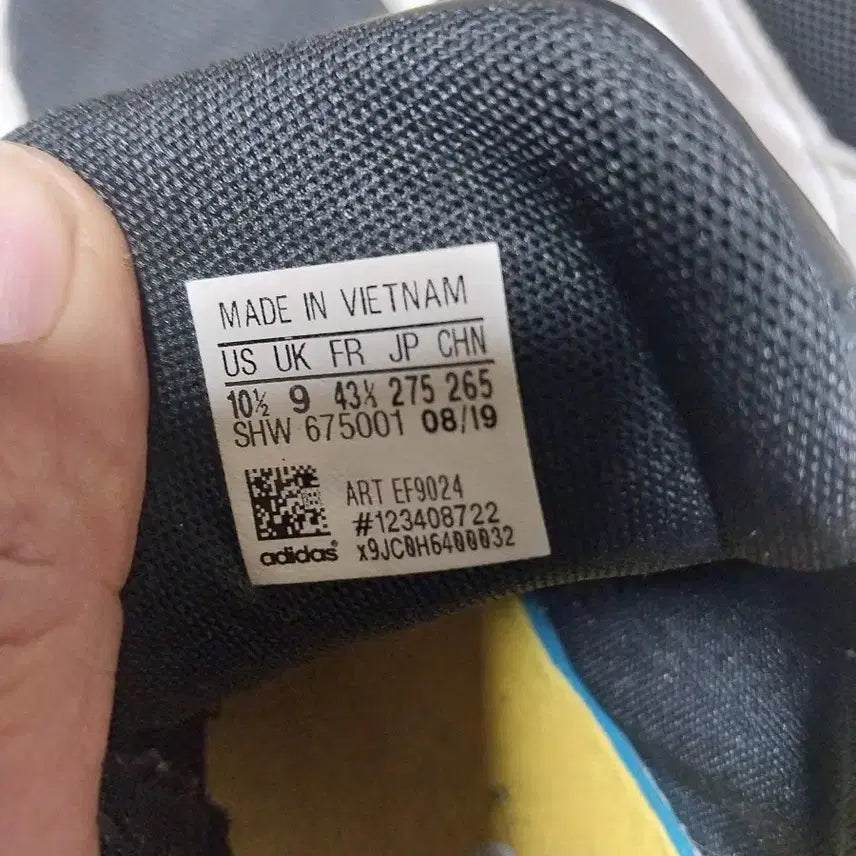 MADE IN VIETNAM
US UK FR JP CHN
10½ 9 43⅓ 275 265
SHW 675001 08/19
ART EF9024
#123408722
adidas® x9JC0H6400032